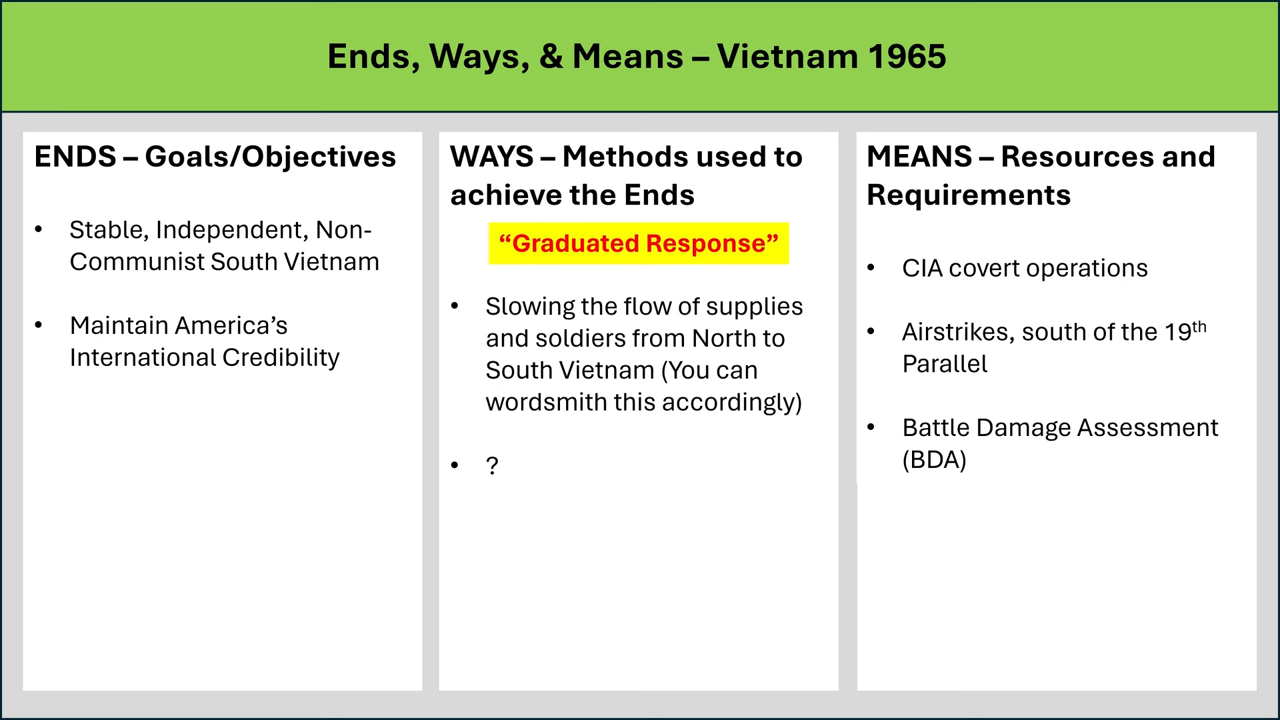 Ends, Ways, & Means – Vietnam 1965
ENDS – Goals/Objectives
• Stable, Independent, Non-
Communist South Vietnam
• Maintain America’s
International Credibility
WAYS – Methods used to
achieve the Ends
“Graduated Response”
• Slowing the flow of supplies
and soldiers from North to
South Vietnam (You can
wordsmith this accordingly)
• ?
MEANS – Resources and
Requirements
• CIA covert operations
• Airstrikes, south of the 19th
Parallel
• Battle Damage Assessment
(BDA)